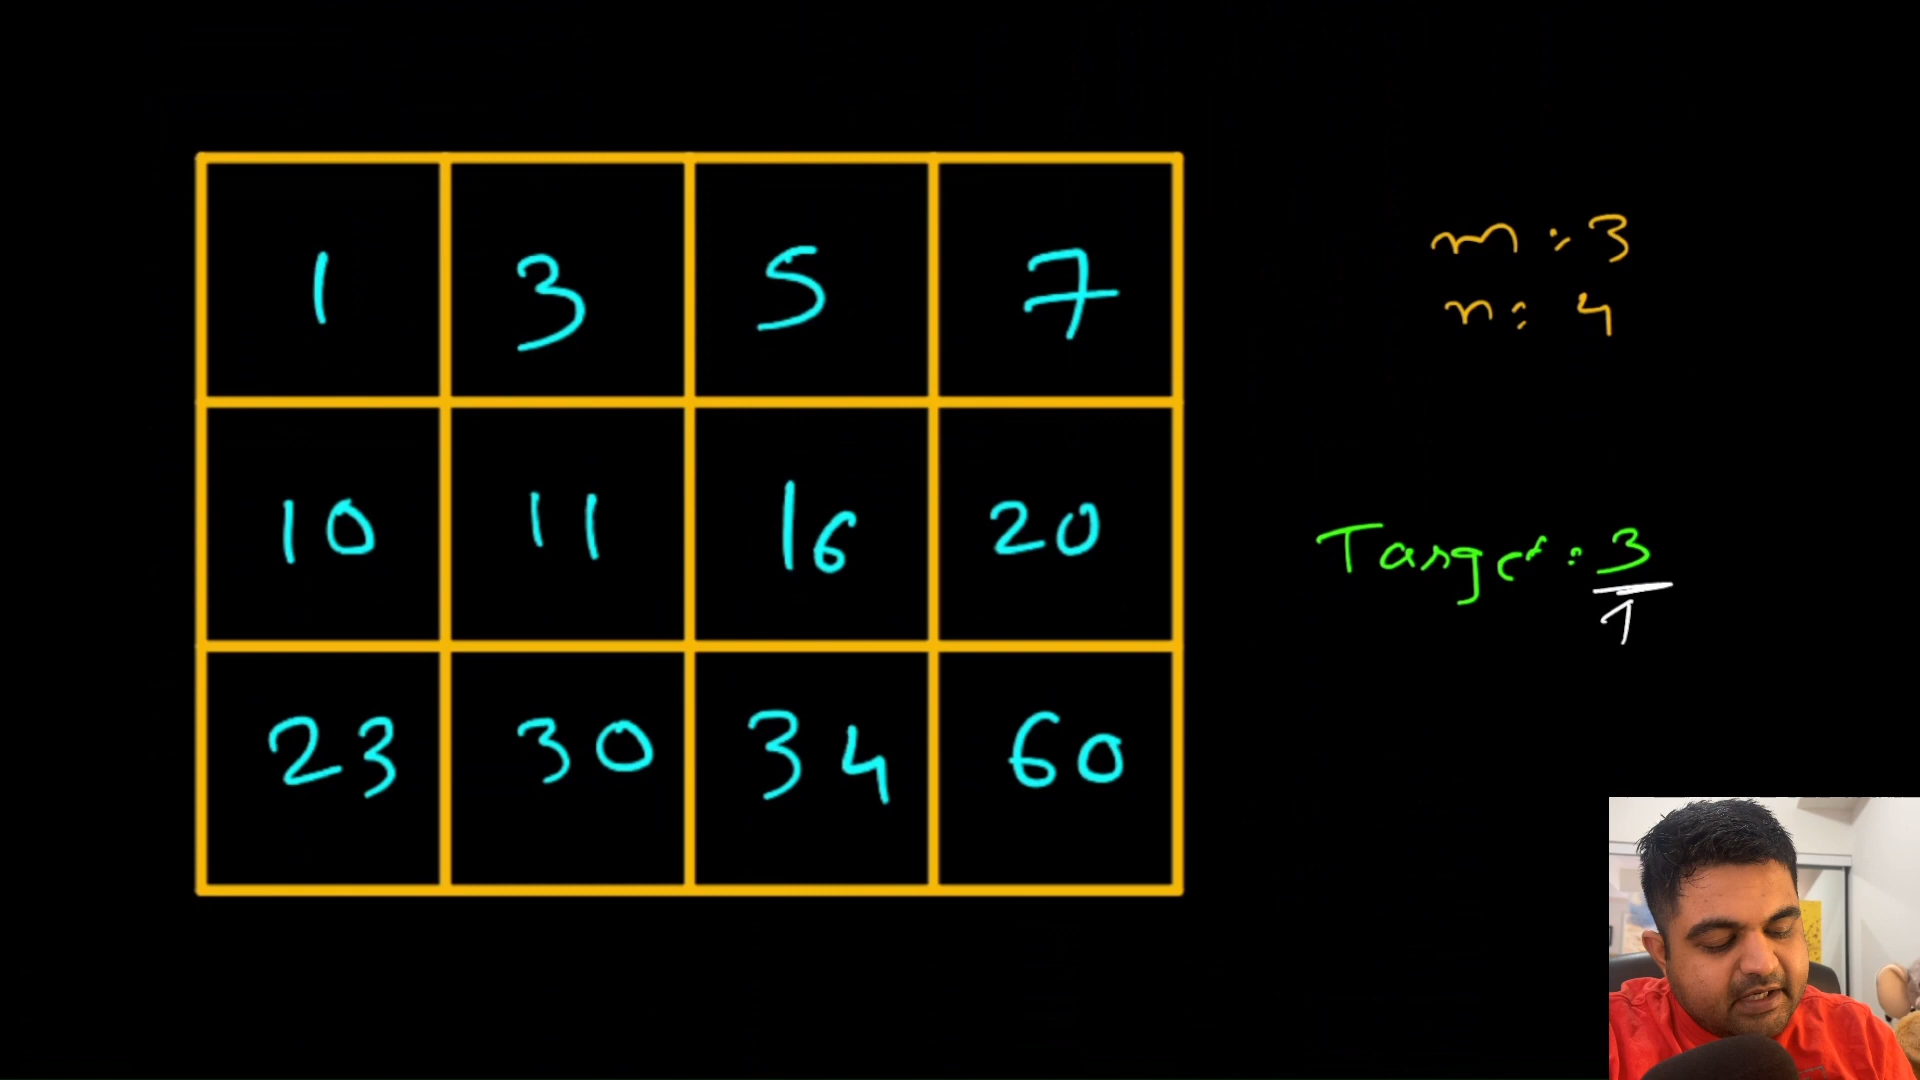 1 3 5 7
10 11 16 20
23 30 34 60
m : 3
n : 4
Target : 3